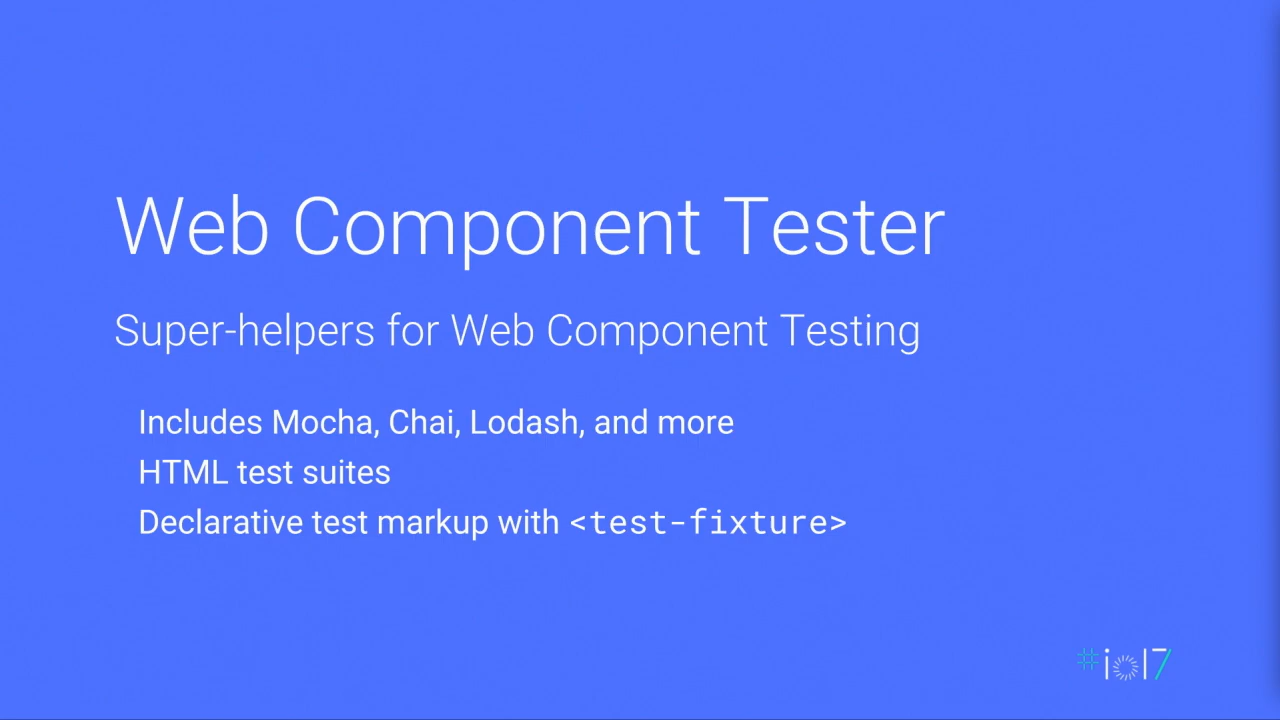 Web Component Tester
Super-helpers for Web Component Testing
Includes Mocha, Chai, Lodash, and more
HTML test suites
Declarative test markup with <test-fixture>
#io17